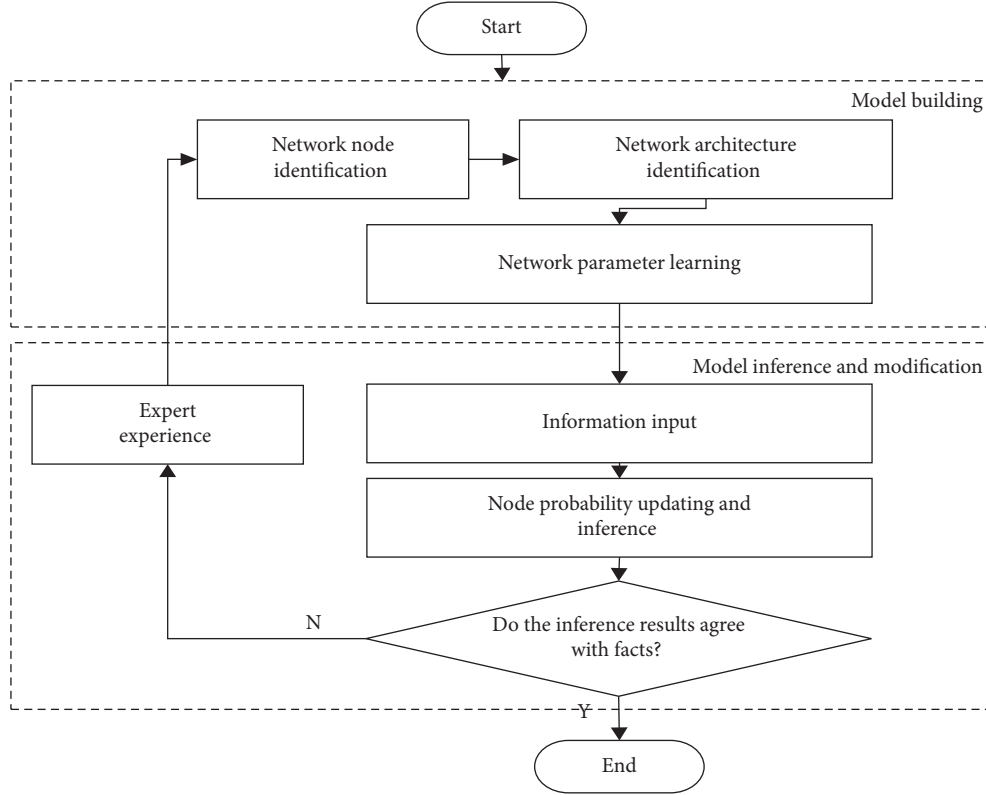 Start
Model building
Network node
identification
Network architecture
identification
Network parameter learning
Model inference and modification
Expert
experience
Information input
Node probability updating and
inference
Do the inference results agree
with facts?
N
Y
End